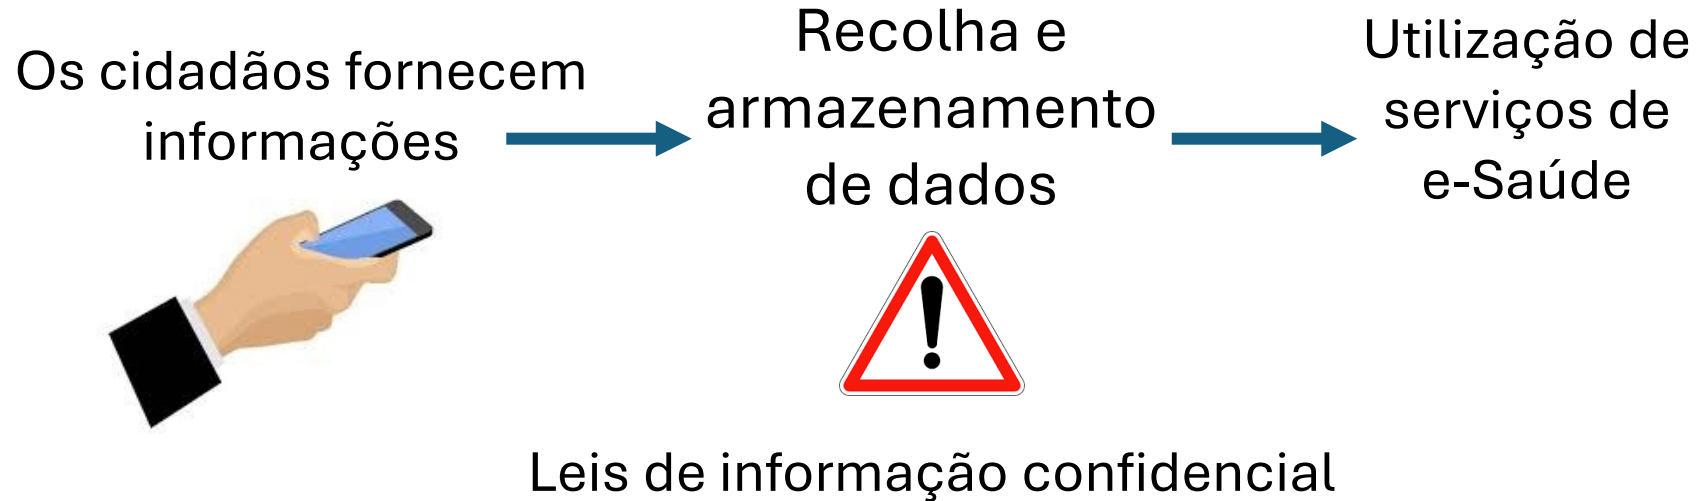 Os cidadãos fornecem
informações
Recolha e
armazenamento
de dados
Utilização de
serviços de
e-Saúde
Leis de informação confidencial